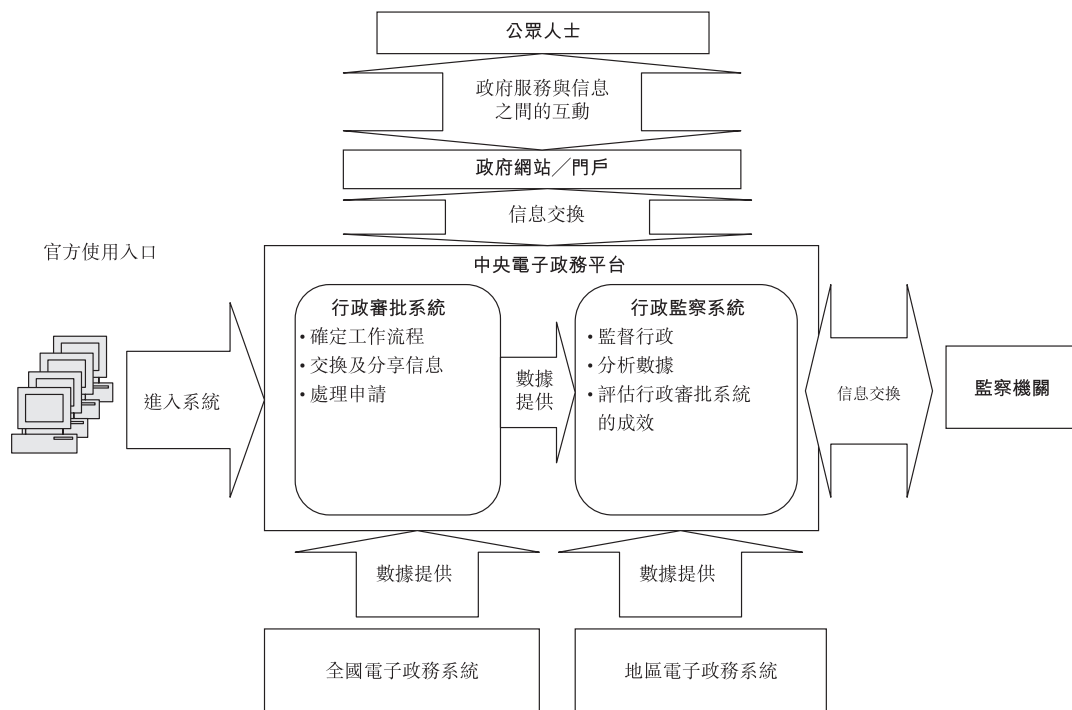 公眾人士
政府服務與信息
之間的互動
政府網站／門戶
信息交換
官方使用入口
中央電子政務平台
進入系統
行政審批系統
• 確定工作流程
• 交換及分享信息
• 處理申請
數據
提供
行政監察系統
• 監督行政
• 分析數據
• 評估行政審批系統
的成效
信息交換
監察機關
數據提供
數據提供
全國電子政務系統
地區電子政務系統